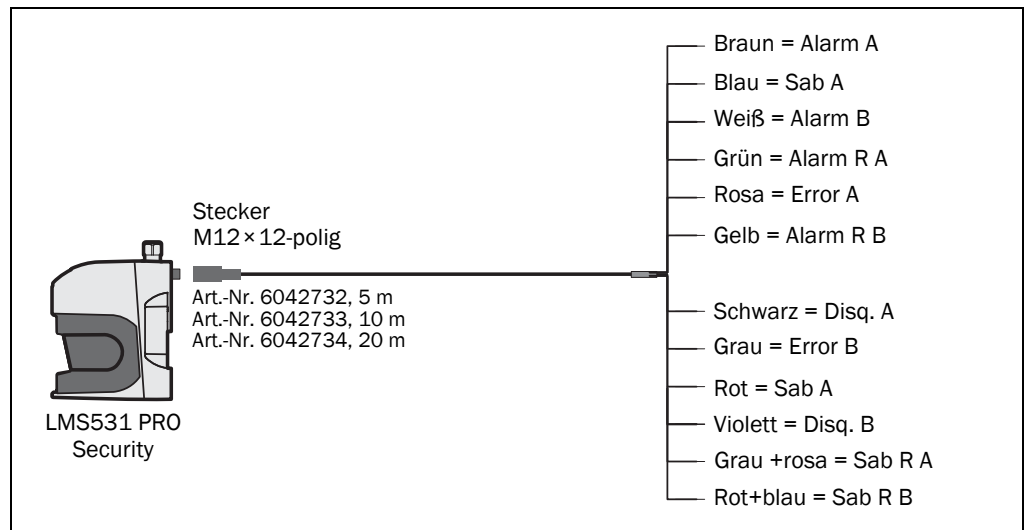 Braun = Alarm A
Blau = Sab A
Weiß = Alarm B
Grün = Alarm R A
Rosa = Error A
Gelb = Alarm R B
Stecker
M12 × 12-polig
Art.-Nr. 6042732, 5 m
Art.-Nr. 6042733, 10 m
Art.-Nr. 6042734, 20 m
LMS531 PRO
Security
Schwarz = Disq. A
Grau = Error B
Rot = Sab A
Violett = Disq. B
Grau +rosa = Sab R A
Rot+blau = Sab R B